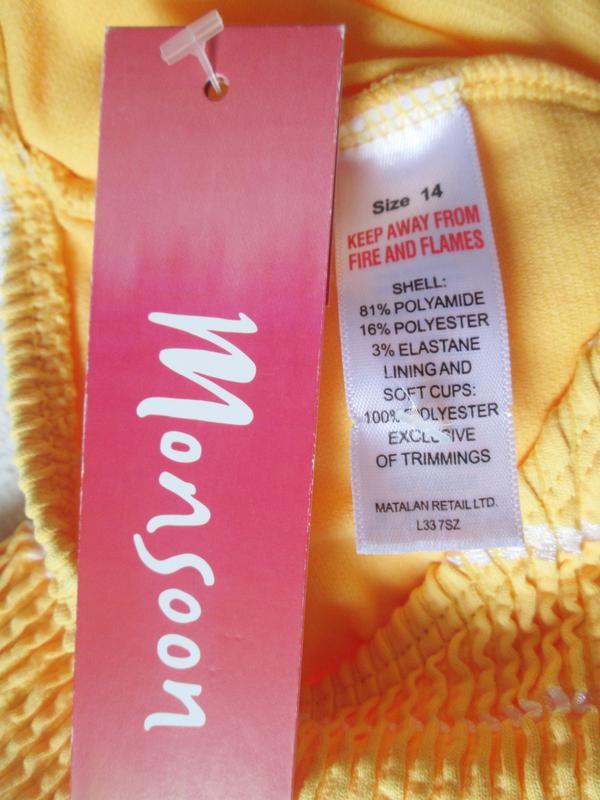 Monsoon
Size 14
KEEP AWAY FROM
FIRE AND FLAMES
SHELL:
81% POLYAMIDE
16% POLYESTER
3% ELASTANE
LINING AND
SOFT CUPS:
100% POLYESTER
EXCLUSIVE
OF TRIMMINGS
MATALAN RETAIL LTD.
L33 7SZ